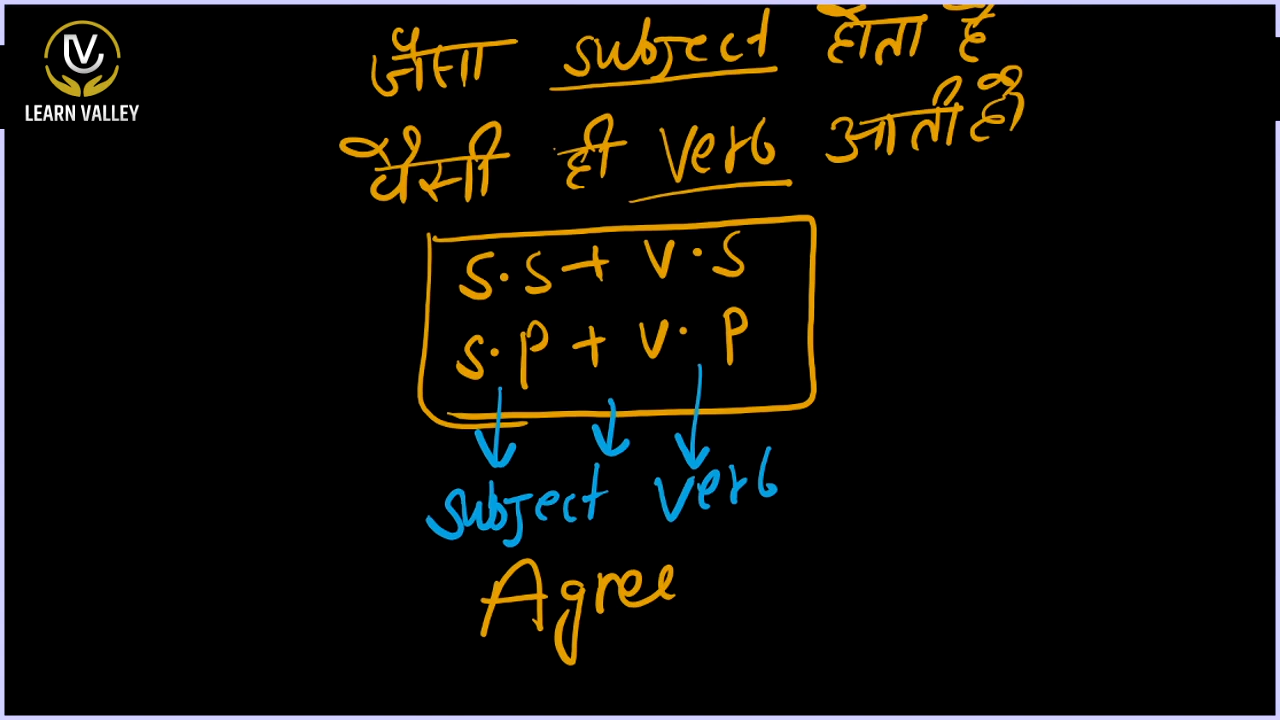 LEARN VALLEY
जैसा subject होता है
वैसी ही verb आती है
S.S + V.S
S.P + V.P
subject verb
Agree